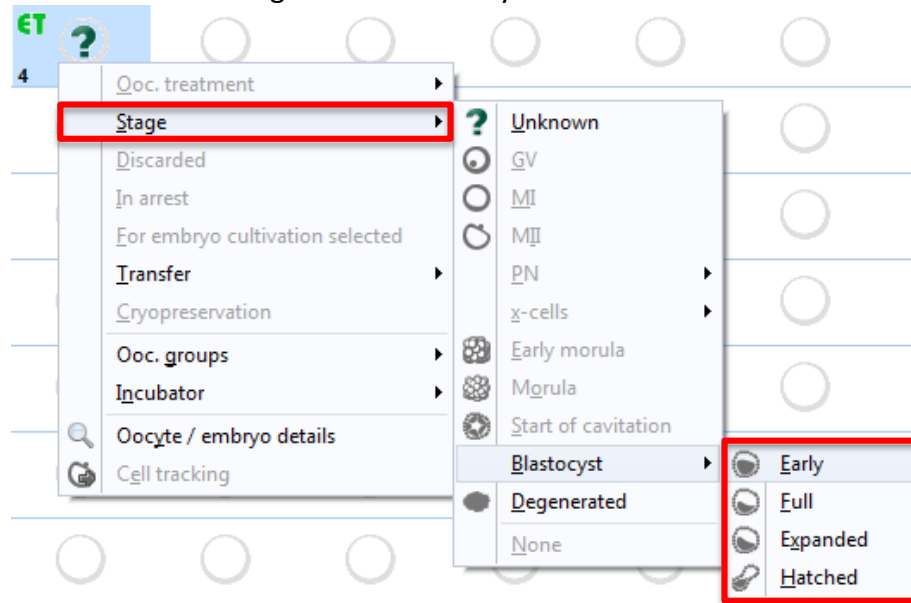 ЄT
4
?
Ooc. treatment
Stage
Discarded
In arrest
For embryo cultivation selected
Transfer
Cryopreservation
Ooc. groups
Incubator
Oocyte / embryo details
Cell tracking
? Unknown
GV
MI
MII
PN
x-cells
Early morula
Morula
Start of cavitation
Blastocyst
Degenerated
None
Early
Full
Expanded
Hatched